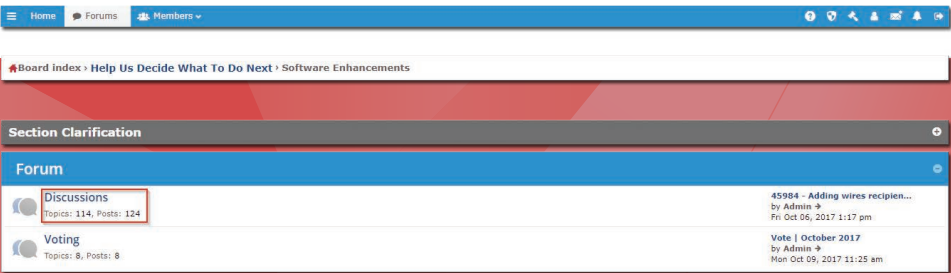 Home Forums Members
Board index › Help Us Decide What To Do Next › Software Enhancements
Section Clarification
Forum
Discussions
Topics: 114, Posts: 124
45984 - Adding wires recipien...
by Admin
Fri Oct 06, 2017 1:17 pm
Voting
Topics: 8, Posts: 8
Vote | October 2017
by Admin
Mon Oct 09, 2017 11:25 am